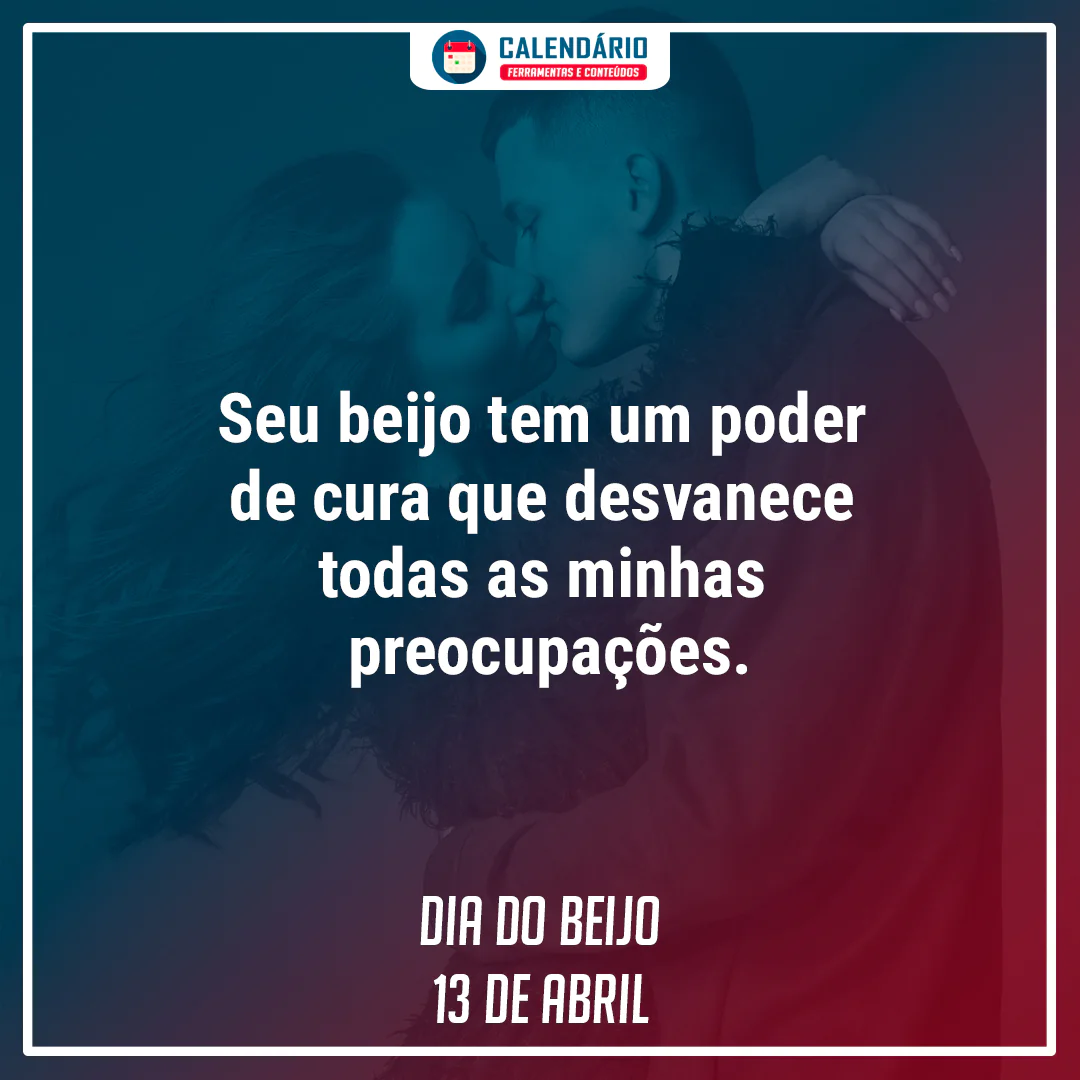 CALENDÁRIO
FERRAMENTAS E CONTEÚDOS
Seu beijo tem um poder
de cura que desvanece
todas as minhas
preocupações.
DIA DO BEIJO
13 DE ABRIL